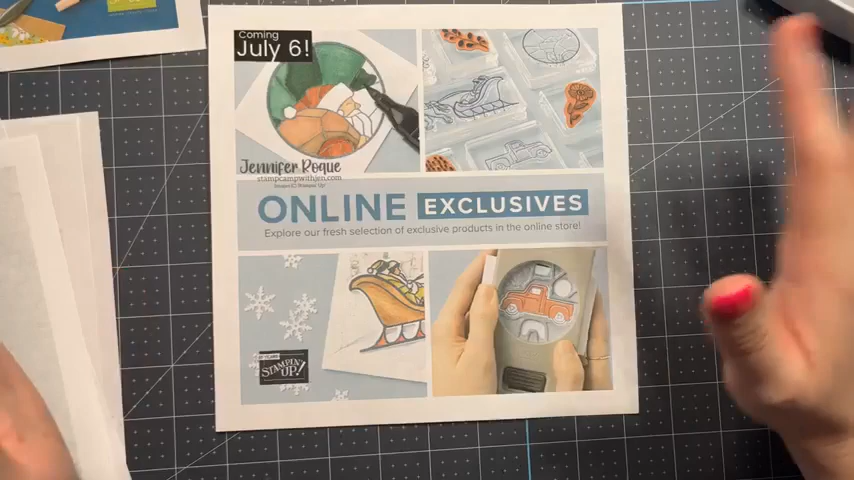 Coming
July 6!
Jennifer Roque
stampcampwithjen.com
ONLINE EXCLUSIVES
Explore our fresh selection of exclusive products in the online store!
STAMPIN' UP!